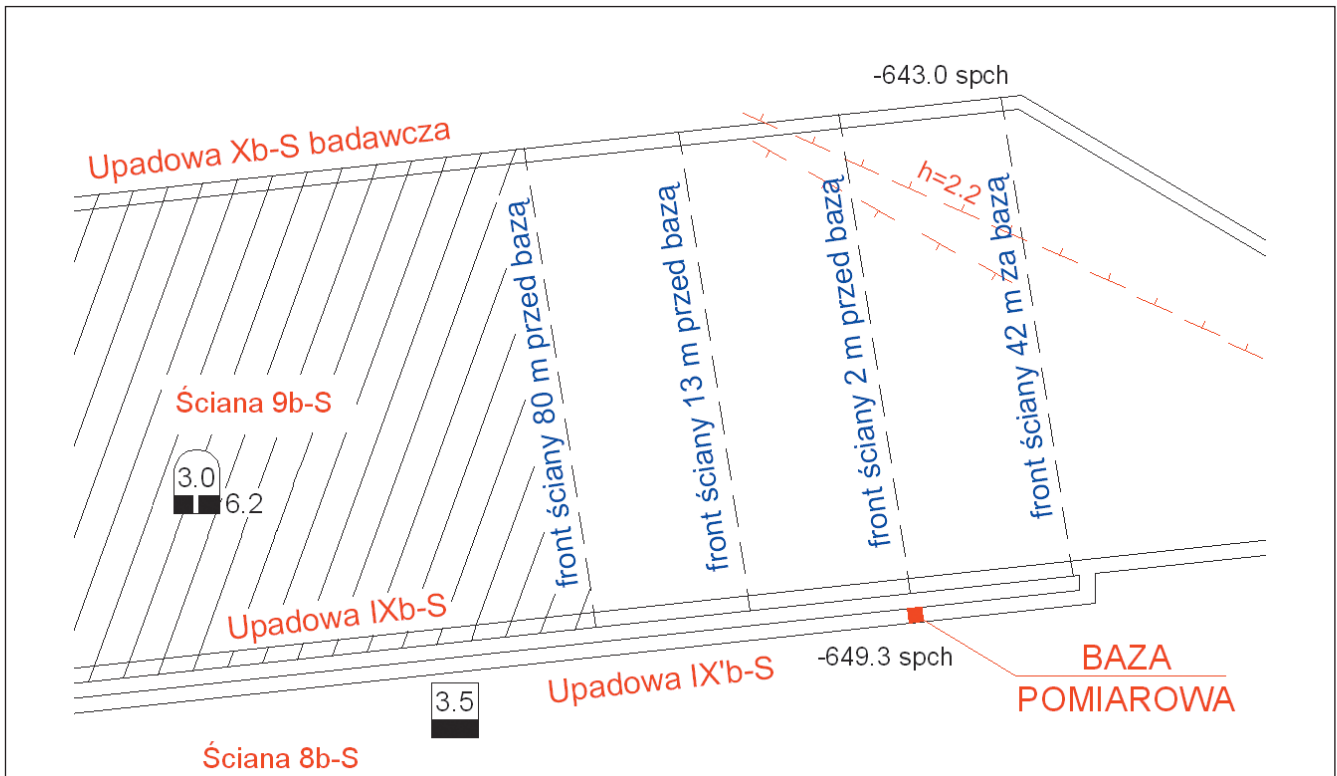 -643.0 spch
Upadowa Xb-S badawcza
h=2.2
front ściany 80 m przed bazą
front ściany 13 m przed bazą
front ściany 2 m przed bazą
front ściany 42 m za bazą
Ściana 9b-S
3.0
6.2
Upadowa IXb-S
-649.3 spch
Upadowa IX'b-S
BAZA
POMIAROWA
3.5
Ściana 8b-S